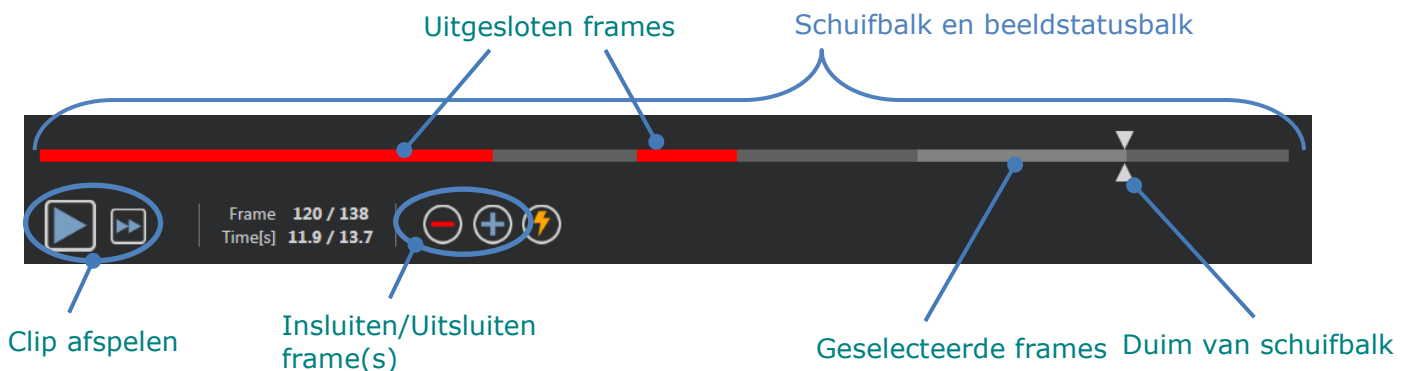 Uitgesloten frames
Schuifbalk en beeldstatusbalk
Frame 120 / 138
Time[s] 11.9 / 13.7
Clip afspelen
Insluiten/Uitsluiten
frame(s)
Geselecteerde frames
Duim van schuifbalk